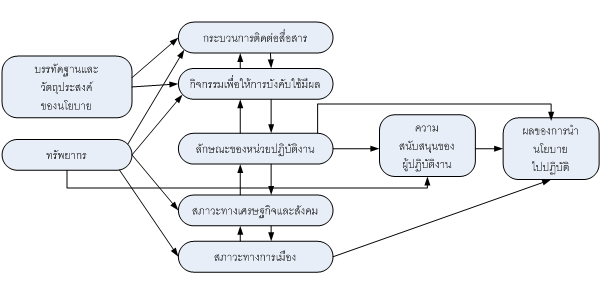 กระบวนการติดต่อสื่อสาร
บรรทัดฐานและ
วัตถุประสงค์
ของนโยบาย
กิจกรรมเพื่อให้การบังคับใช้มีผล
ทรัพยากร
ลักษณะของหน่วยปฏิบัติงาน
ความ
สนับสนุนของ
ผู้ปฏิบัติงาน
ผลของการนำ
นโยบาย
ไปปฏิบัติ
สภาวะทางเศรษฐกิจและสังคม
สภาวะทางการเมือง